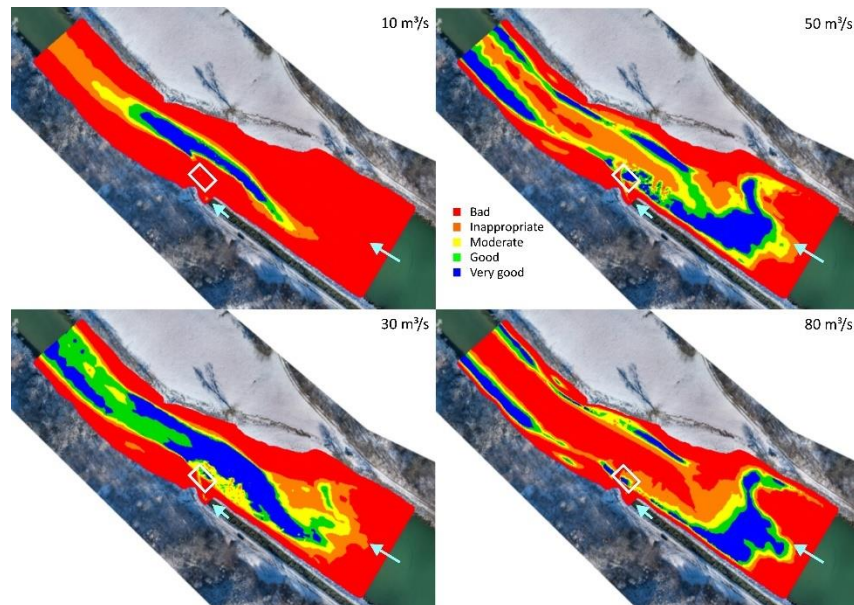 10 m³/s
50 m³/s
Bad
Inappropriate
Moderate
Good
Very good
30 m³/s
80 m³/s